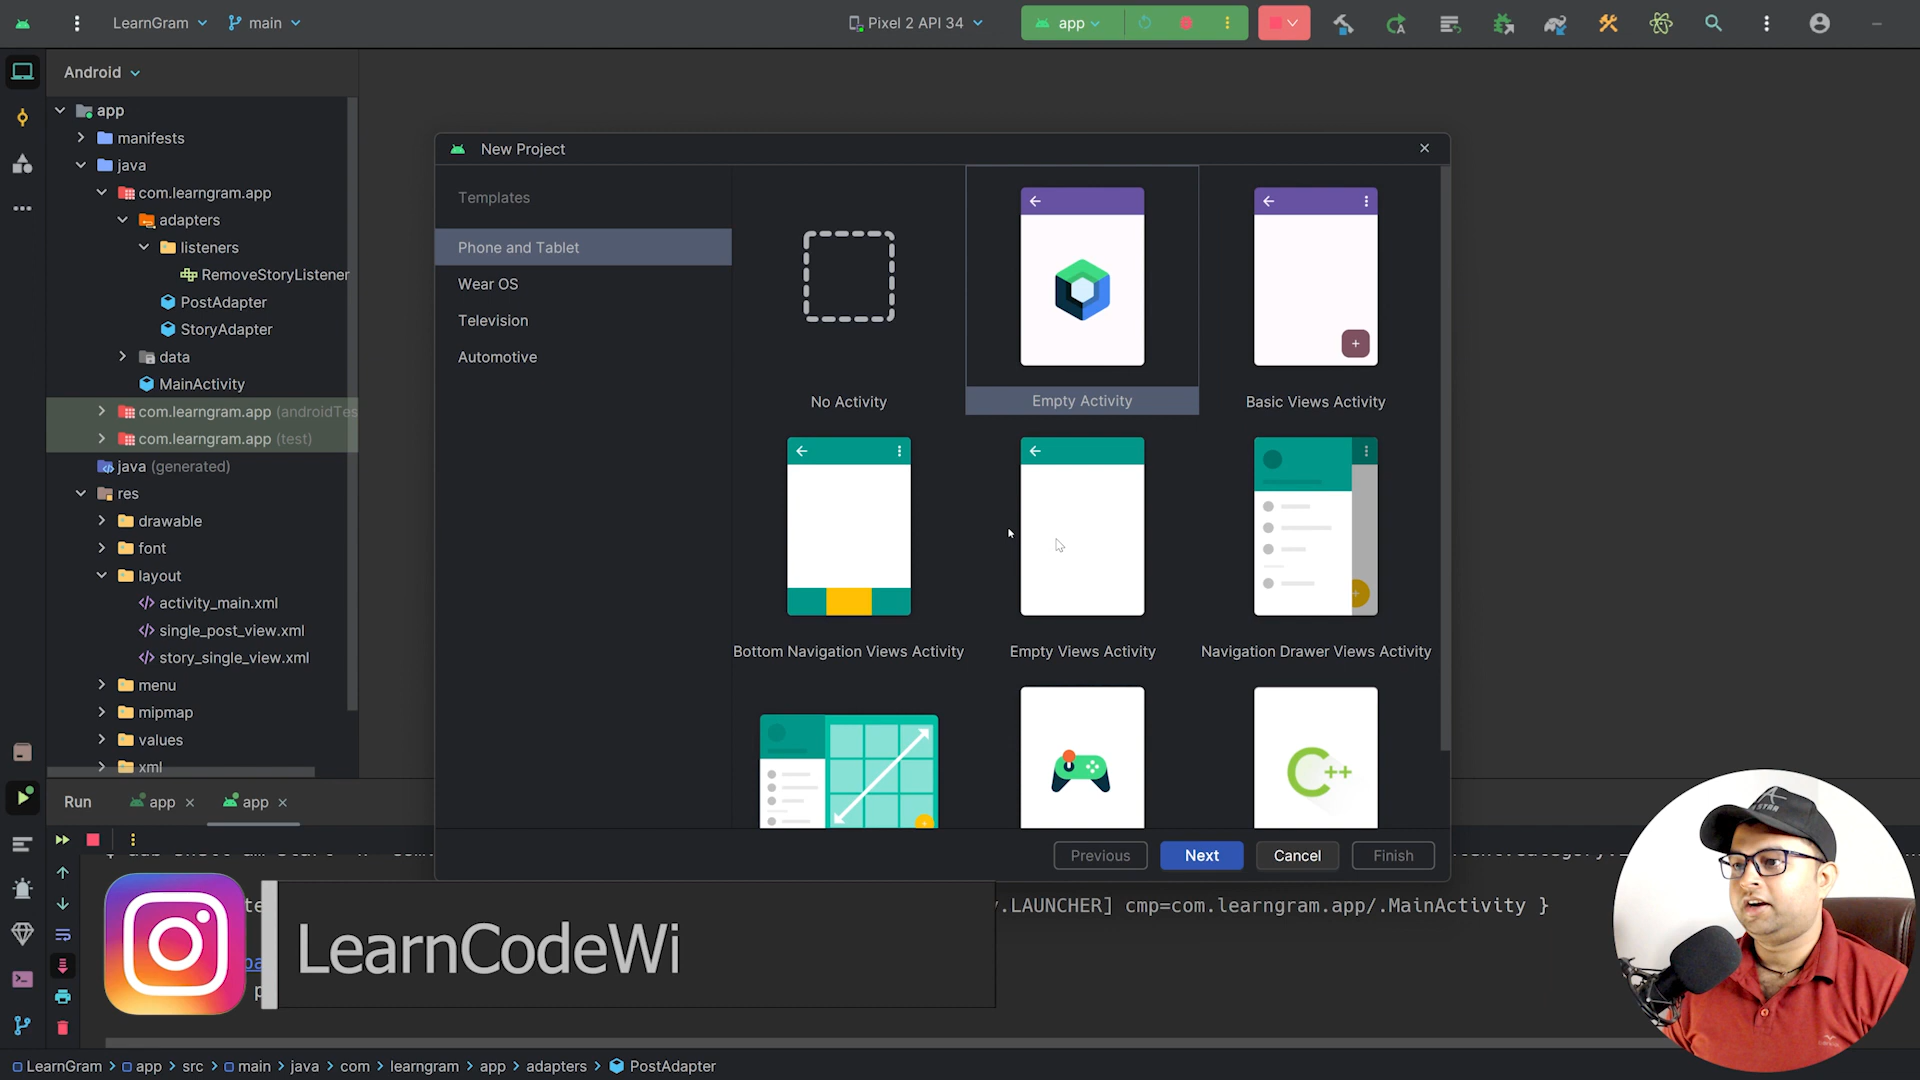 LearnGram
main
Pixel 2 API 34
app
Android
app
manifests
java
com.learngram.app
adapters
listeners
RemoveStoryListener
PostAdapter
StoryAdapter
data
MainActivity
com.learngram.app (androidTes
com.learngram.app (test)
java (generated)
res
drawable
font
layout
activity_main.xml
single_post_view.xml
story_single_view.xml
menu
mipmap
values
xml
New Project
Templates
Phone and Tablet
Wear OS
Television
Automotive
No Activity
Empty Activity
Basic Views Activity
Bottom Navigation Views Activity
Empty Views Activity
Navigation Drawer Views Activity
C++
Previous
Next
Cancel
Finish
Run
app
app
.LAUNCHER] cmp=com.learngram.app/.MainActivity }
LearnCodeWi
LearnGram > app > src > main > java > com > learngram > app > adapters > PostAdapter